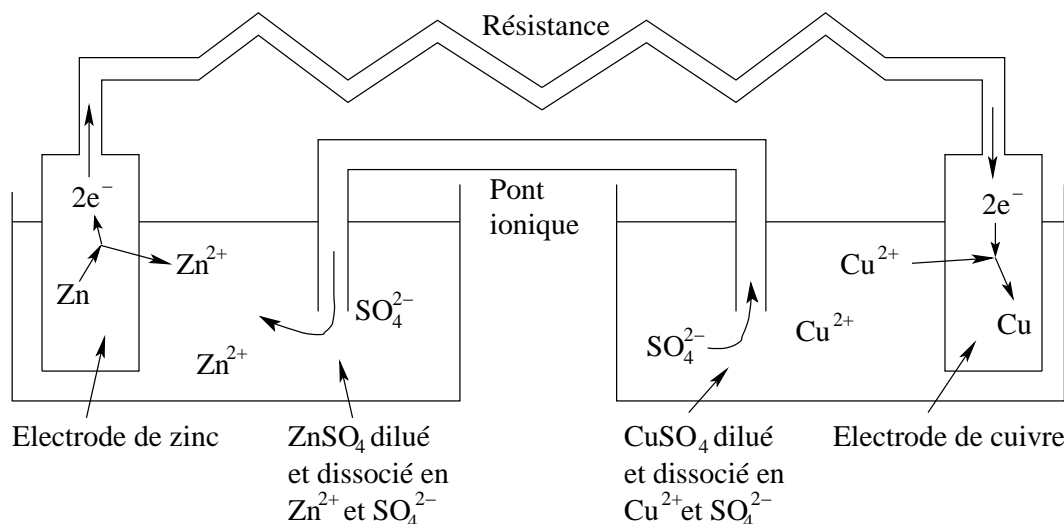 Résistance
Pont
ionique
2e⁻
Zn²⁺
Zn
Zn²⁺
SO₄²⁻
SO₄²⁻
Cu²⁺
Cu²⁺
2e⁻
Cu
Electrode de zinc
ZnSO₄ dilué
et dissocié en
Zn²⁺ et SO₄²⁻
CuSO₄ dilué
et dissocié en
Cu²⁺ et SO₄²⁻
Electrode de cuivre